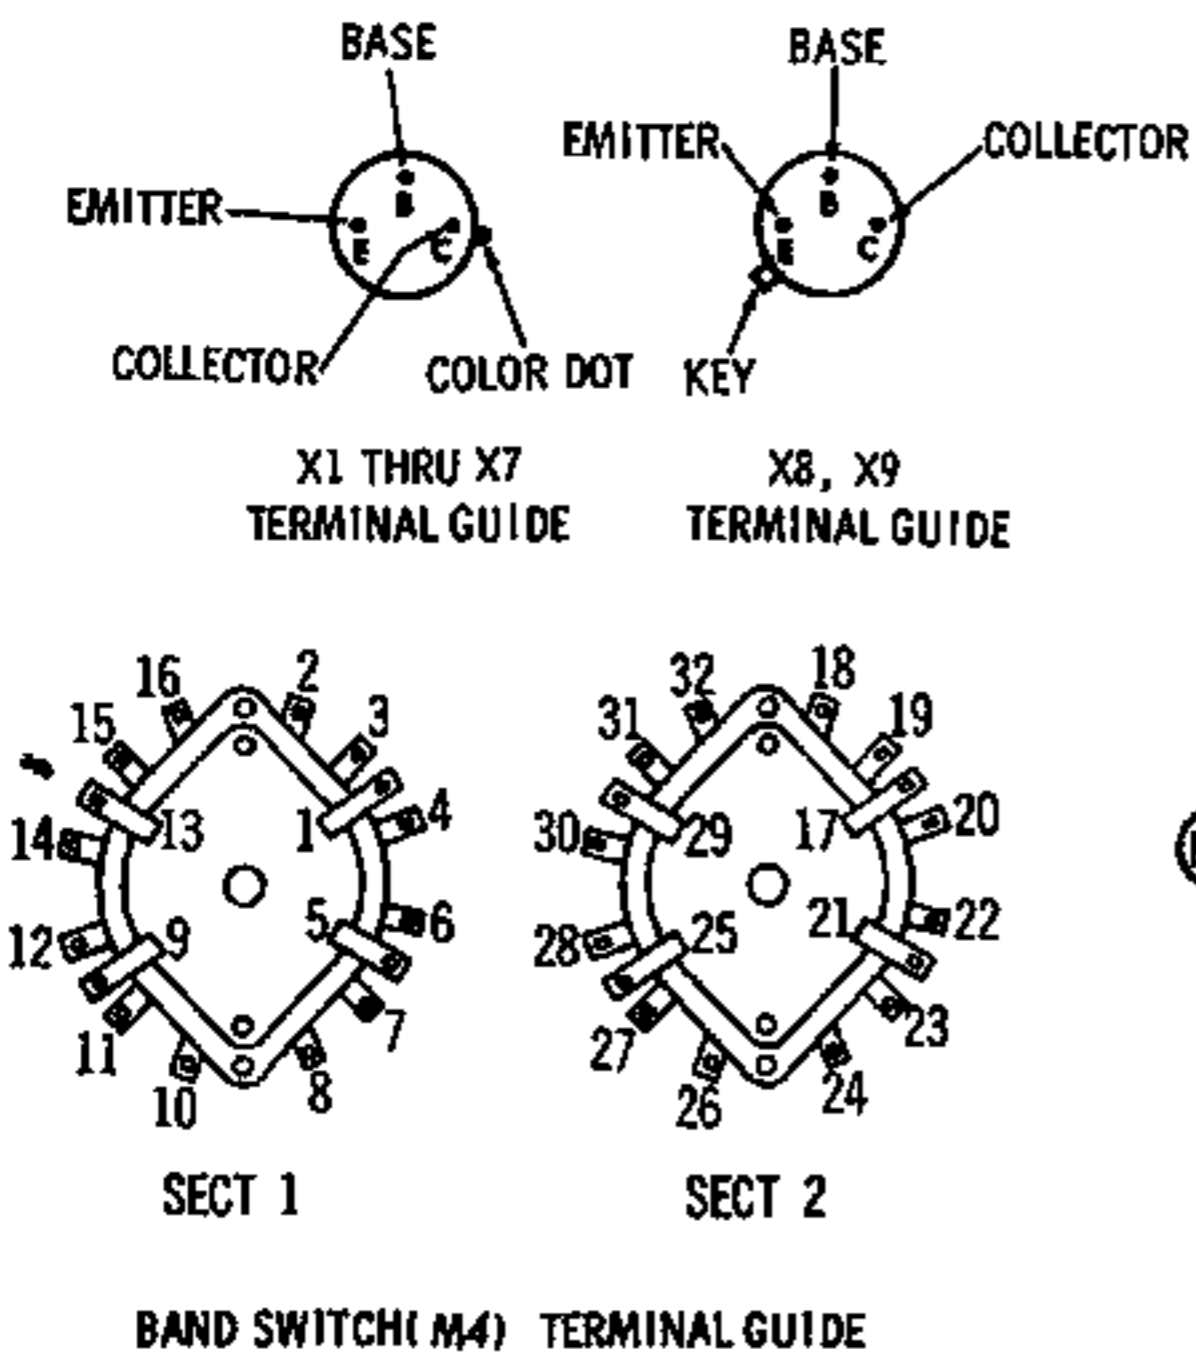 BASE
EMITTER
B
E
C
COLLECTOR
COLOR DOT
X1 THRU X7
TERMINAL GUIDE
BASE
EMITTER
COLLECTOR
B
E
C
KEY
X8, X9
TERMINAL GUIDE
16
2
15
3
13
1
4
14
12
9
5
6
11
7
10
8
SECT 1
32
18
31
19
30
29
17
20
28
25
21
22
27
23
26
24
SECT 2
BAND SWITCH(M4) TERMINAL GUIDE